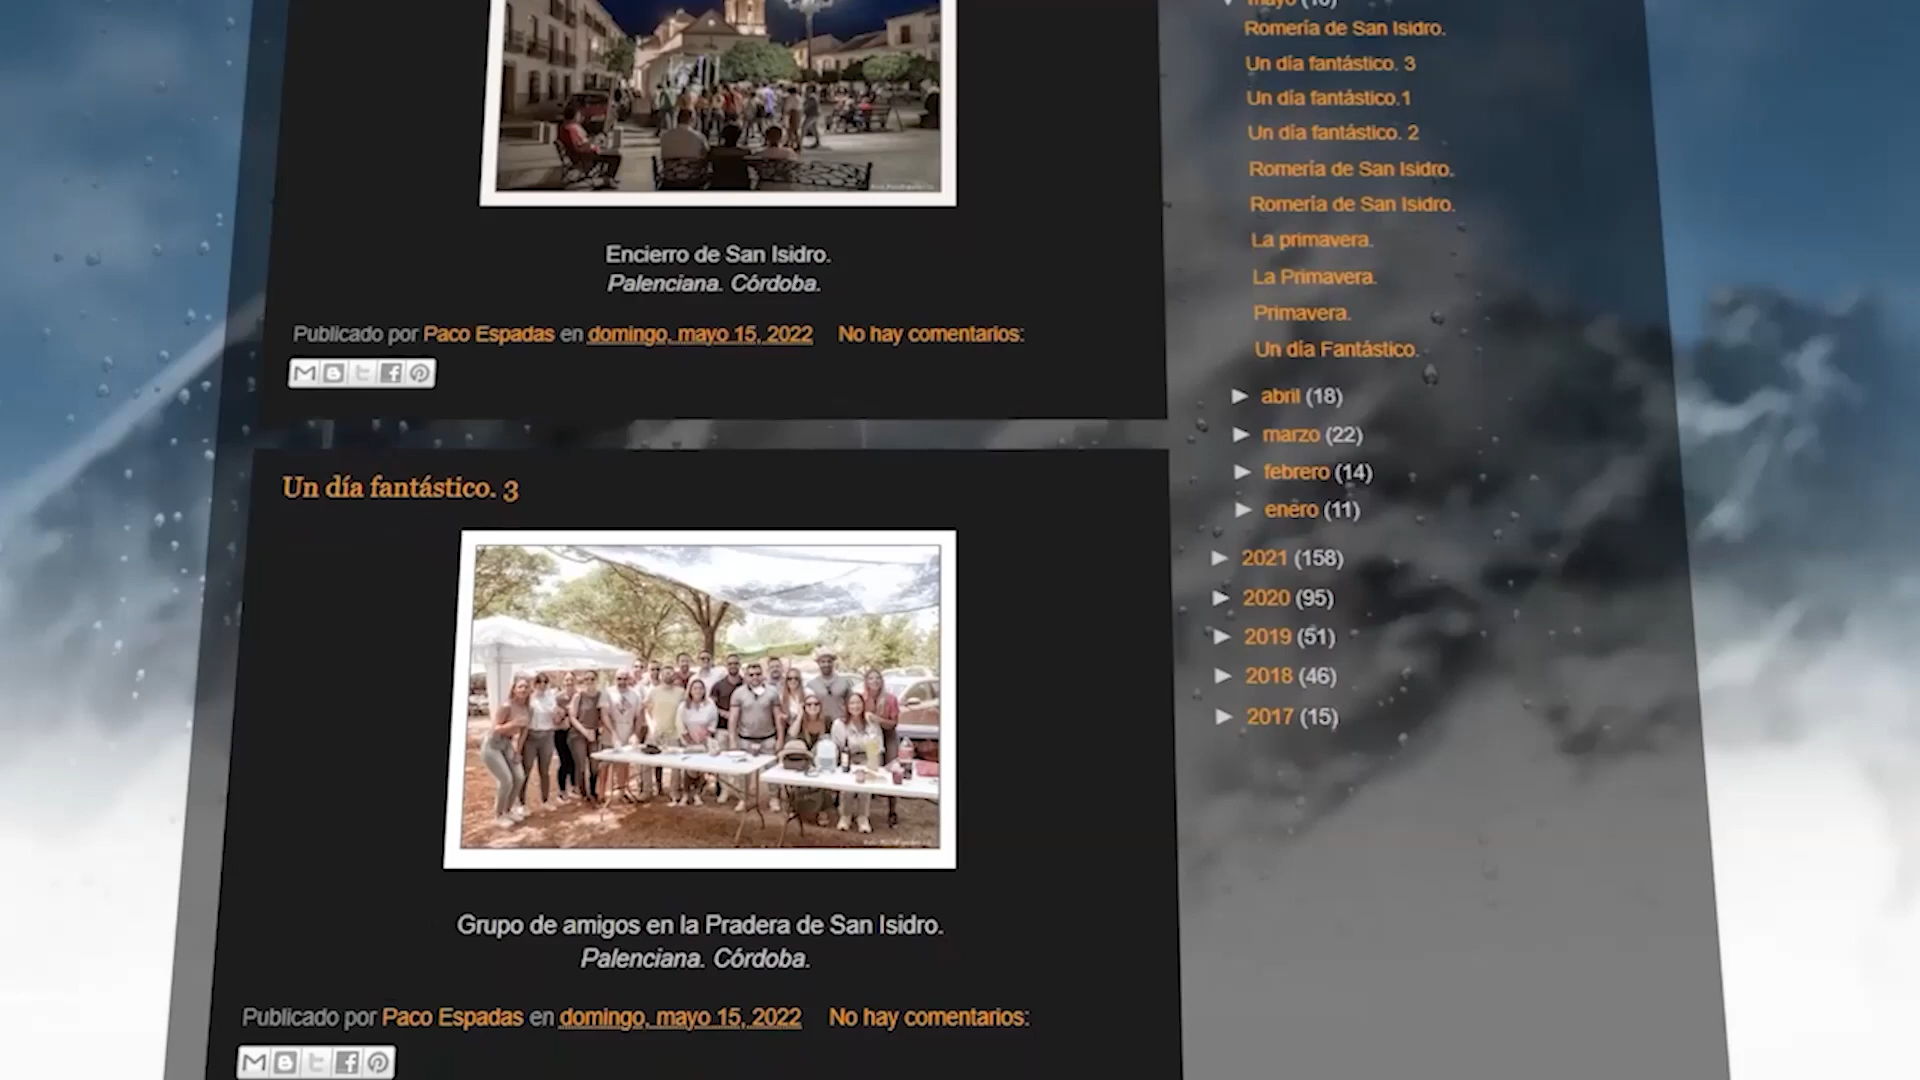 Encierro de San Isidro.
Palenciana. Córdoba.
Publicado por Paco Espadas en domingo, mayo 15, 2022 No hay comentarios:
Un día fantástico. 3
Grupo de amigos en la Pradera de San Isidro.
Palenciana. Córdoba.
Publicado por Paco Espadas en domingo, mayo 15, 2022 No hay comentarios:
Romería de San Isidro.
Un día fantástico. 3
Un día fantástico.1
Un día fantástico. 2
Romería de San Isidro.
Romería de San Isidro.
La primavera.
La Primavera.
Primavera.
Un día Fantástico.
► abril (18)
► marzo (22)
► febrero (14)
► enero (11)
► 2021 (158)
► 2020 (95)
► 2019 (51)
► 2018 (46)
► 2017 (15)